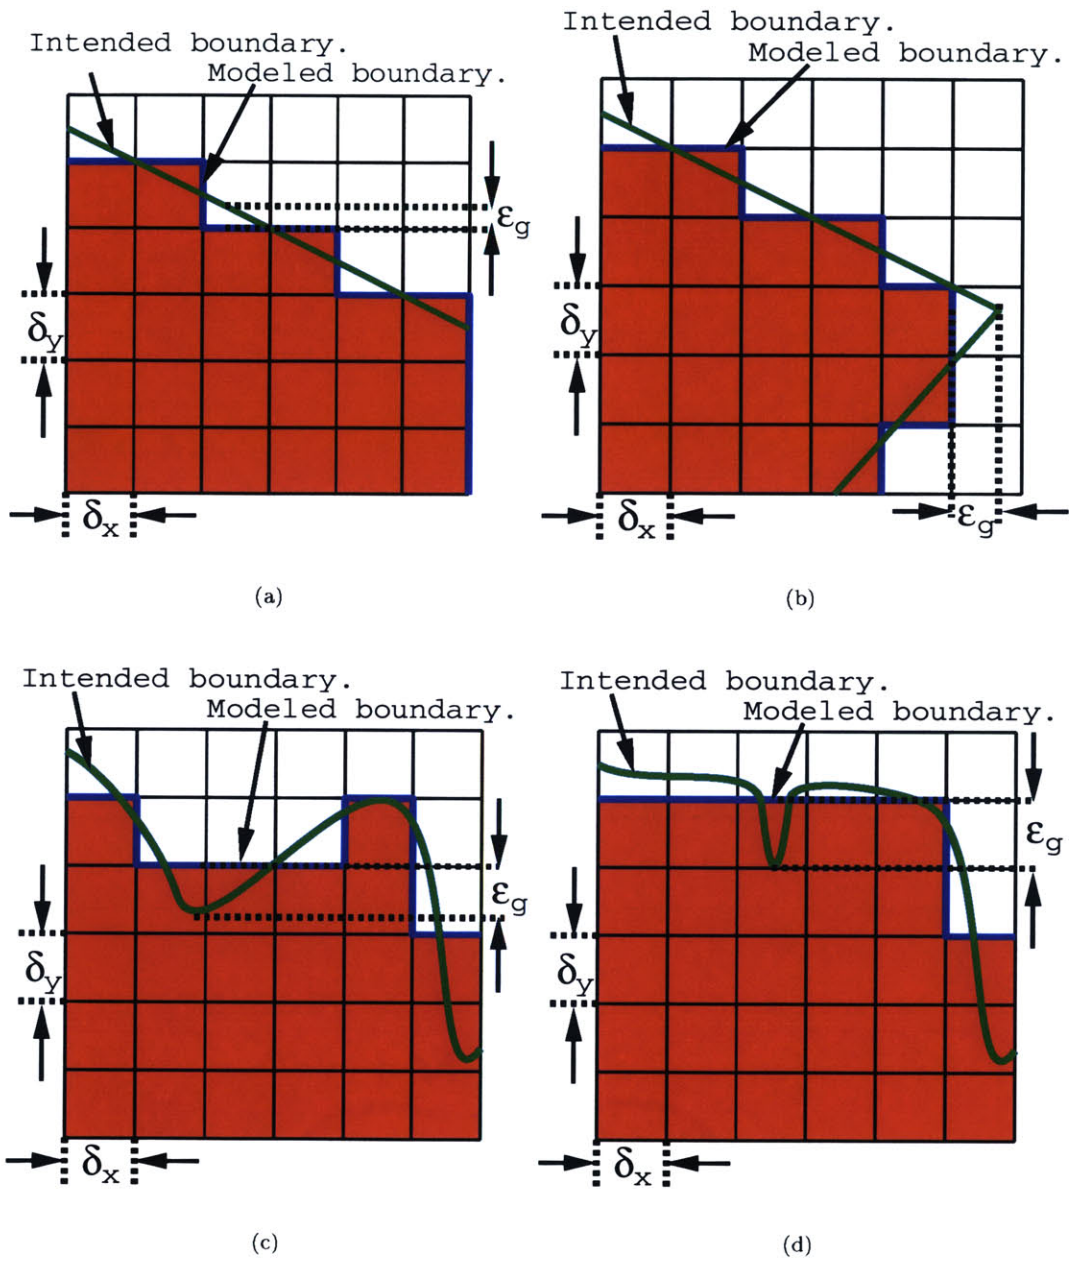 Intended boundary.
Modeled boundary.
εg
δy
δx
(a)
Intended boundary.
Modeled boundary.
δy
δx
εg
(b)
Intended boundary.
Modeled boundary.
εg
δy
δx
(c)
Intended boundary.
Modeled boundary.
εg
δy
δx
(d)